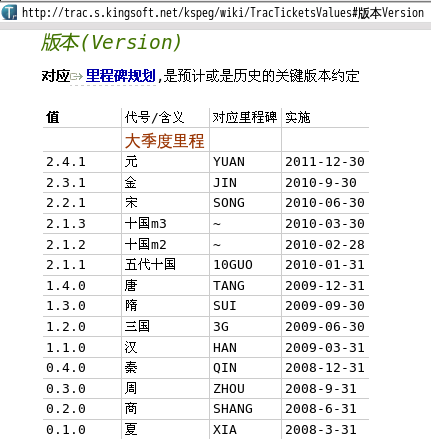 http://trac.s.kingsoft.net/kspeg/wiki/TracTicketsValues#版本Version
版本(Version)
对应 里程碑规划,是预计或是历史的关键版本约定
值 代号/含义 对应里程碑 实施
大季度里程
2.4.1 元 YUAN 2011-12-30
2.3.1 金 JIN 2010-9-30
2.2.1 宋 SONG 2010-06-30
2.1.3 十国m3 ~ 2010-03-30
2.1.2 十国m2 ~ 2010-02-28
2.1.1 五代十国 10GUO 2010-01-31
1.4.0 唐 TANG 2009-12-31
1.3.0 隋 SUI 2009-09-30
1.2.0 三国 3G 2009-06-30
1.1.0 汉 HAN 2009-03-31
0.4.0 秦 QIN 2008-12-31
0.3.0 周 ZHOU 2008-9-31
0.2.0 商 SHANG 2008-6-31
0.1.0 夏 XIA 2008-3-31